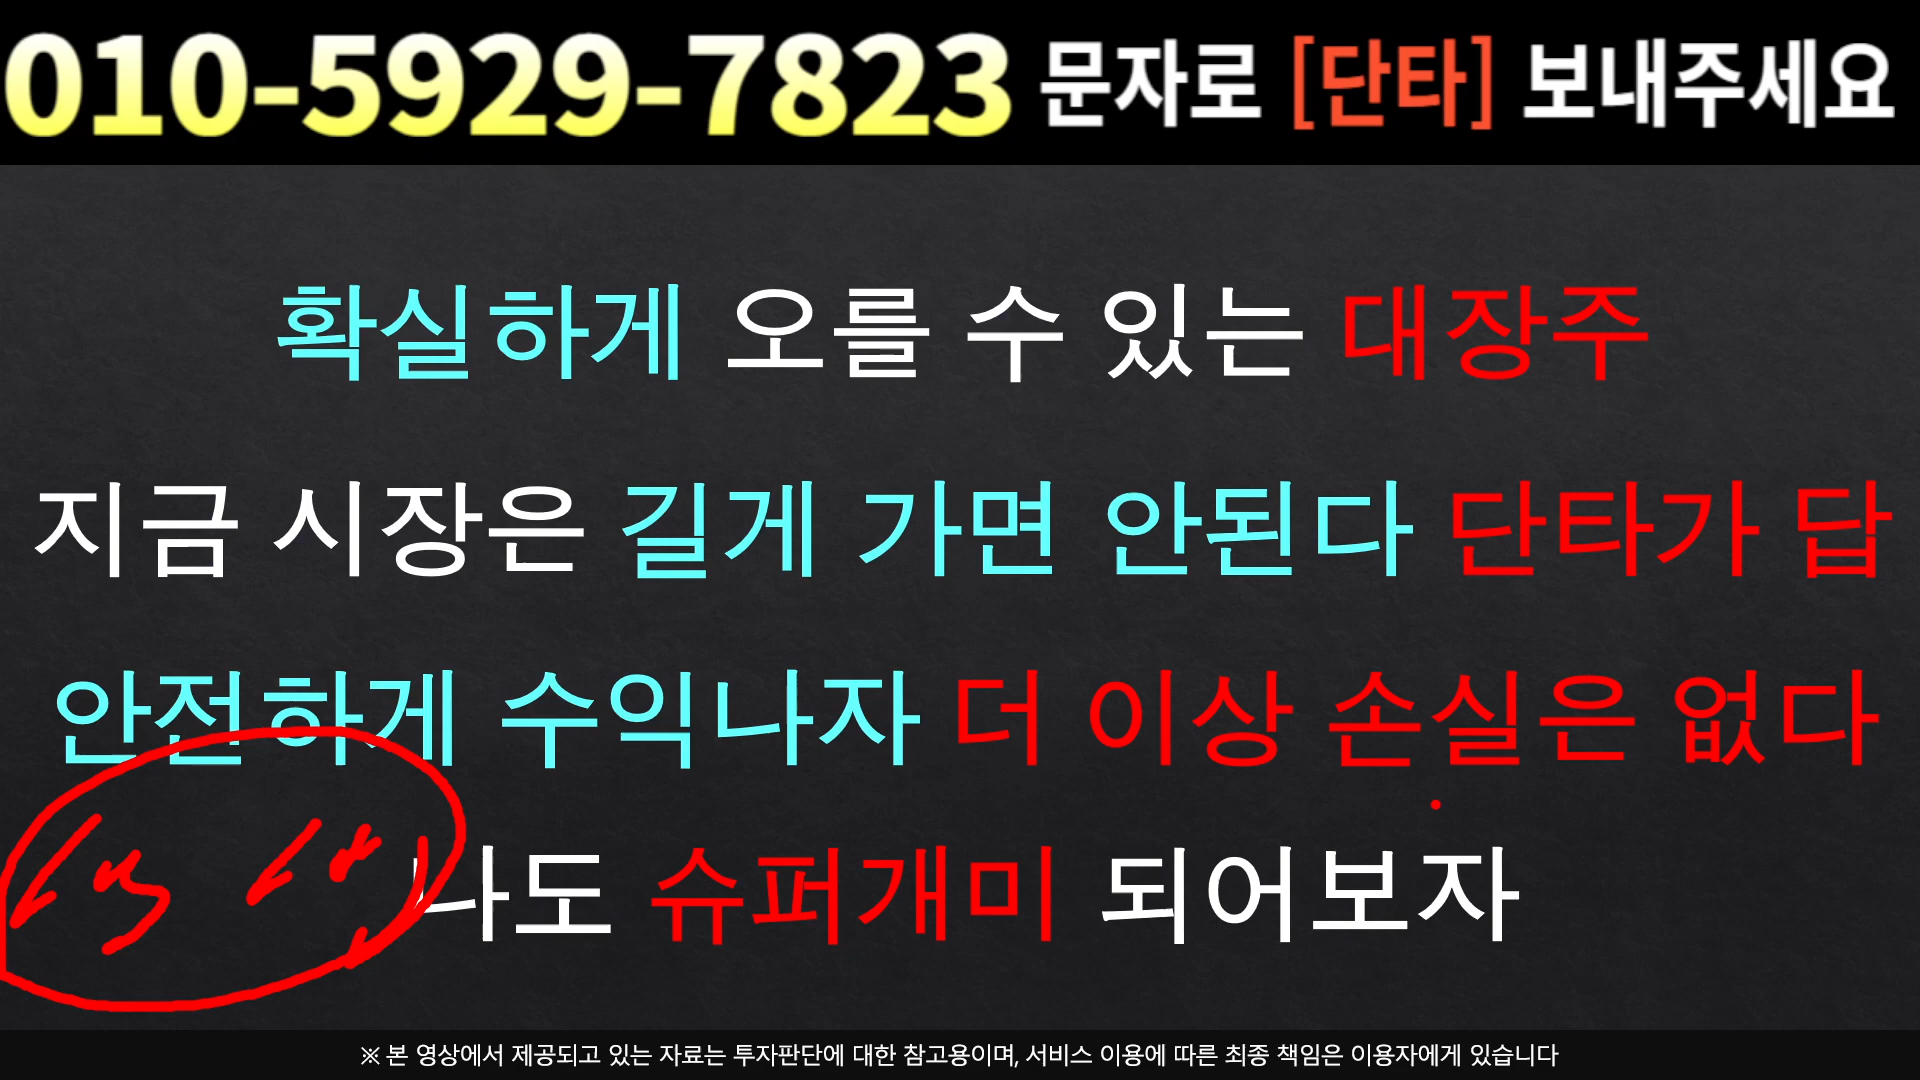 010-5929-7823 문자로 [단타] 보내주세요
확실하게 오를 수 있는 대장주
지금 시장은 길게 가면 안된다 단타가 답
안전하게 수익나자 더 이상 손실은 없다
나도 슈퍼개미 되어보자
※ 본 영상에서 제공되고 있는 자료는 투자판단에 대한 참고용이며, 서비스 이용에 따른 최종 책임은 이용자에게 있습니다